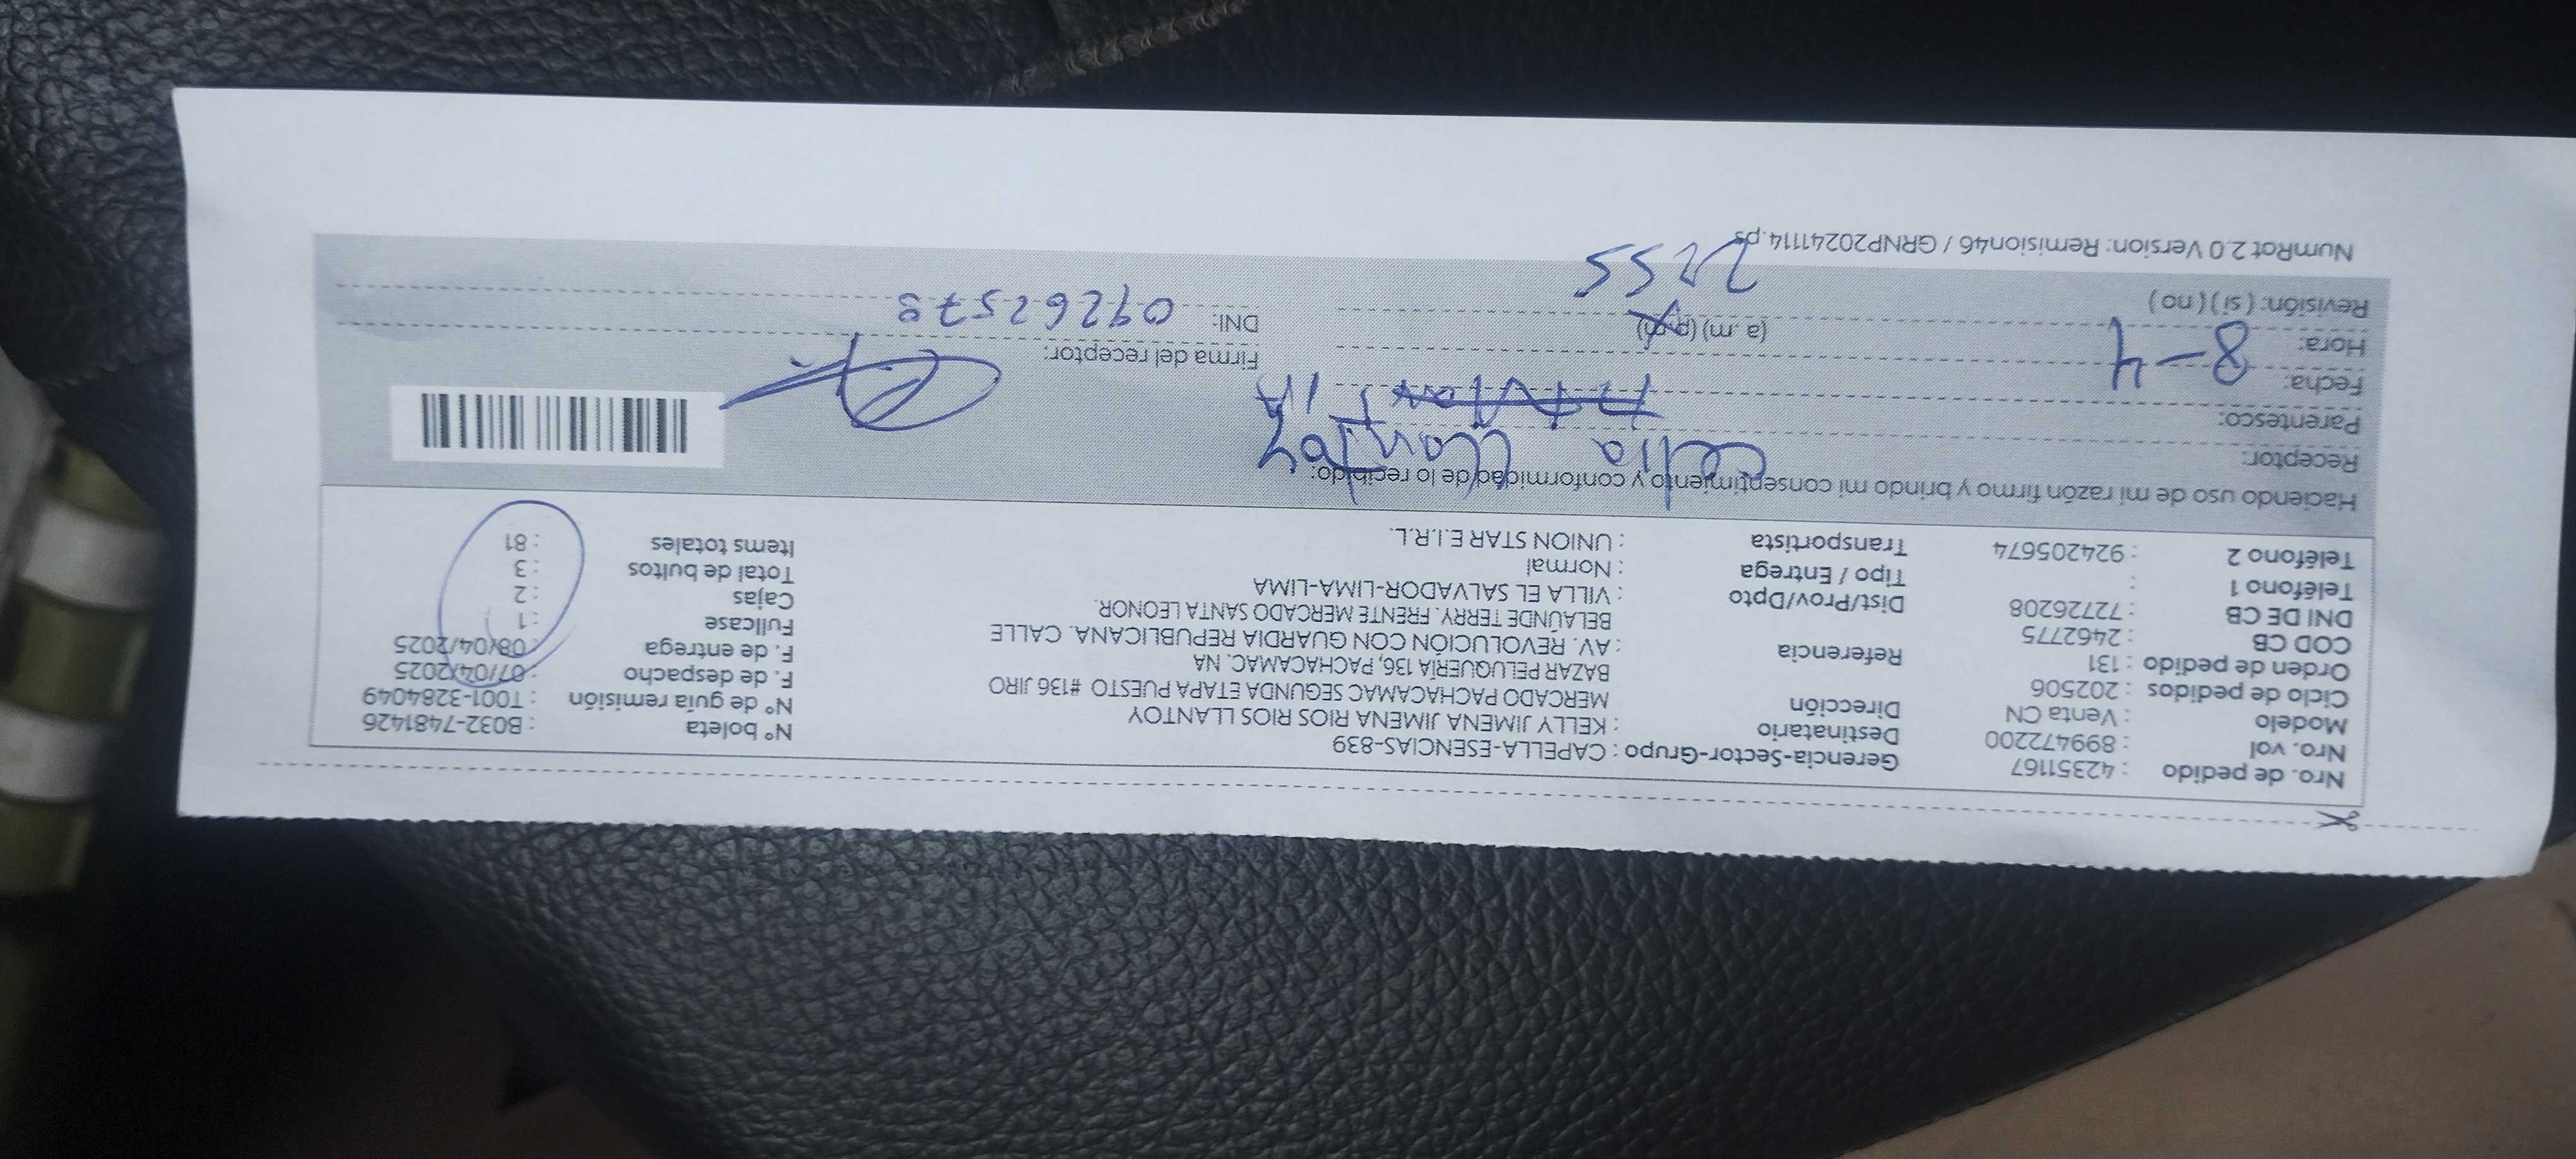 Nro. de pedido : 42351167 Gerencia-Sector-Grupo : CAPELLA-ESENCIAS-839
Nro. vol : 899472200 Destinatario : KELLY JIMENA JIMENA RIOS RIOS LLANTOY N° boleta : B032-7481426
Modelo : Venta CN Dirección MERCADO PACHACAMAC SEGUNDA ETAPA PUESTO #136 JIRO N° de guía remisión : T001-3284049
Ciclo de pedidos : 202506 BAZAR PELUQUERÍA 136, PACHACAMAC. NA F. de despacho : 07/04/2025
Orden de pedido : 131 Referencia : AV. REVOLUCIÓN CON GUARDIA REPUBLICANA. CALLE F. de entrega : 08/04/2025
COD CB : 2462775 BELAÚNDE TERRY. FRENTE MERCADO SANTA LEONOR. Fullcase : 1
DNI DE CB : 72726208 Dist/Prov/Dpto : VILLA EL SALVADOR-LIMA-LIMA Cajas : 2
Teléfono 1 : Tipo / Entrega : Normal Total de bultos : 3
Teléfono 2 : 924205674 Transportista : UNION STAR E.I.R.L. Items totales : 81
Haciendo uso de mi razón firmo y brindo mi consentimiento y conformidad de lo recibido:
Receptor: Celia Llantoy
Parentesco: tiA
Fecha: 8-4 Firma del receptor:
Hora: (a.m) (p.m) DNI: 09262578
Revisión: ( si ) ( no ) 2255
NumRot 2.0 Version: Remision46 / GRNP20241114.ps